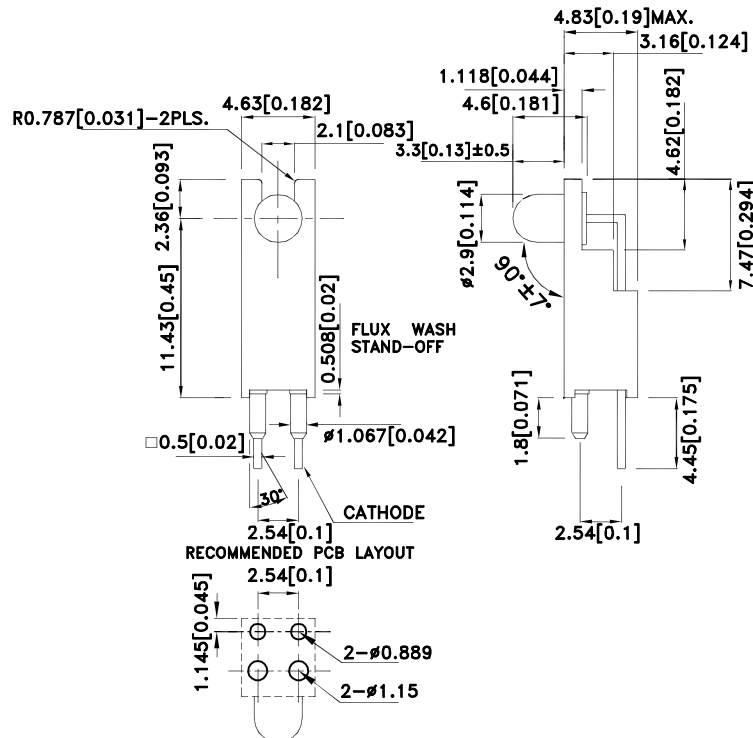 4.83[0.19]MAX.
3.16[0.124]
1.118[0.044]
4.63[0.182]
4.6[0.181]
R0.787[0.031]-2PLS.
2.1[0.083]
3.3[0.13]±0.5
4.62[0.182]
2.36[0.093]
ø2.9[0.114]
7.47[0.294]
90°±7°
11.43[0.45]
0.508[0.02]
FLUX WASH
STAND-OFF
1.8[0.071]
4.45[0.175]
□0.5[0.02]
ø1.067[0.042]
30°
CATHODE
2.54[0.1]
2.54[0.1]
RECOMMENDED PCB LAYOUT
2.54[0.1]
1.145[0.045]
2-ø0.889
2-ø1.15